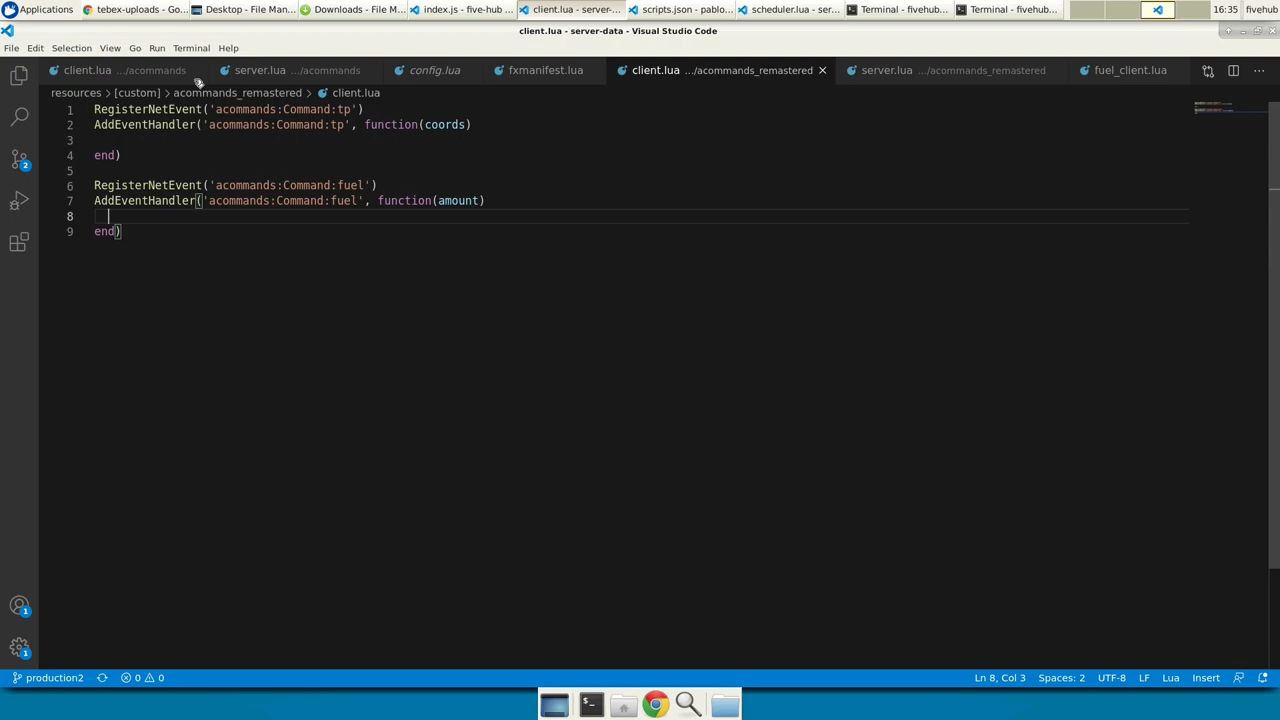 Applications tebex-uploads - Go... Desktop - File Man... Downloads - File M... index.js - five-hub ... client.lua - server-... scripts.json - pablo... scheduler.lua - ser... Terminal - fivehub... Terminal - fivehub... 16:35 fivehub
client.lua - server-data - Visual Studio Code
File Edit Selection View Go Run Terminal Help
client.lua .../acommands server.lua .../acommands config.lua fxmanifest.lua client.lua .../acommands_remastered server.lua .../acommands_remastered fuel_client.lua
resources > [custom] > acommands_remastered > client.lua
1 RegisterNetEvent('acommands:Command:tp')
2 AddEventHandler('acommands:Command:tp', function(coords)
3
4 end)
5
6 RegisterNetEvent('acommands:Command:fuel')
7 AddEventHandler('acommands:Command:fuel', function(amount)
8
9 end)
2
1
1
production2 0 0 Ln 8, Col 3 Spaces: 2 UTF-8 LF Lua Insert